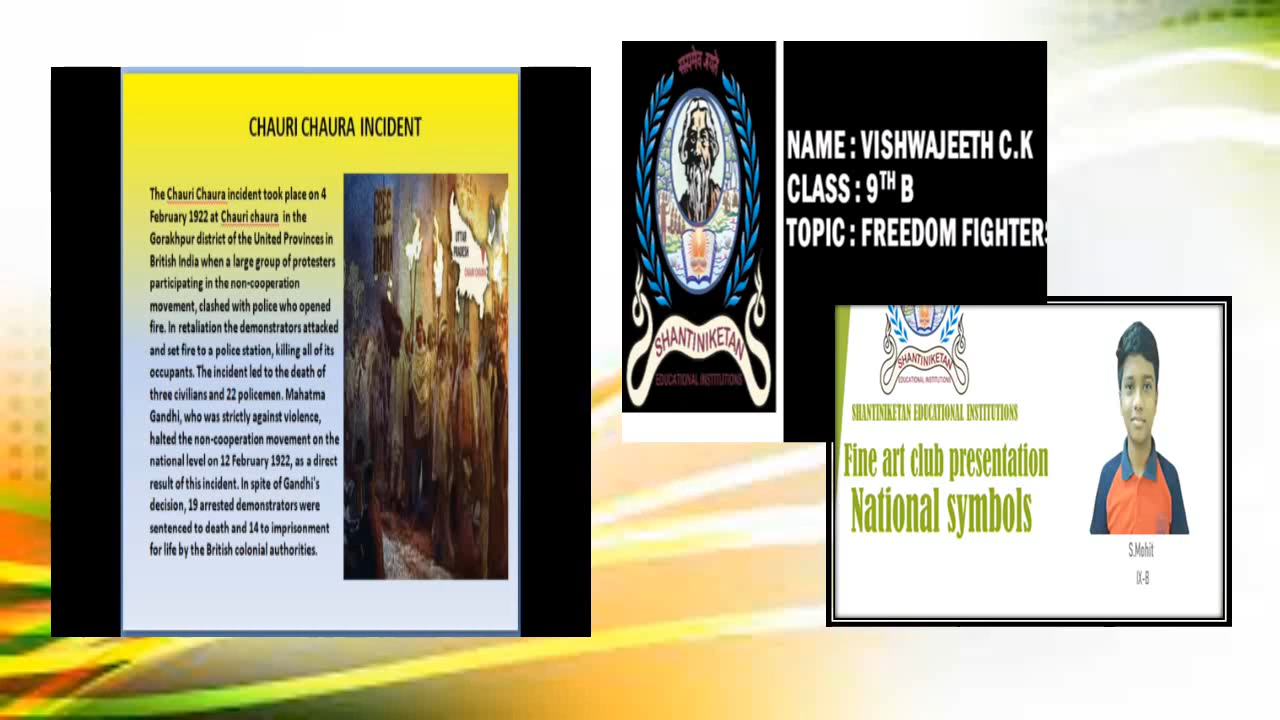 CHAURI CHAURA INCIDENT
The Chauri Chaura incident took place on 4
February 1922 at Chauri chaura in the
Gorakhpur district of the United Provinces in
British India when a large group of protesters
participating in the non-cooperation
movement, clashed with police who opened
fire. In retaliation the demonstrators attacked
and set fire to a police station, killing all of its
occupants. The incident led to the death of
three civilians and 22 policemen. Mahatma
Gandhi, who was strictly against violence,
halted the non-cooperation movement on the
national level on 12 February 1922, as a direct
result of this incident. In spite of Gandhi's
decision, 19 arrested demonstrators were
sentenced to death and 14 to imprisonment
for life by the British colonial authorities.
UTTAR
PRADESH
CHAURI CHAURA
SHANTINIKETAN
EDUCATIONAL INSTITUTIONS
NAME : VISHWAJEETH C.K
CLASS : 9TH B
TOPIC : FREEDOM FIGHTERS
SHANTINIKETAN
EDUCATIONAL INSTITUTIONS
SHANTINIKETAN EDUCATIONAL INSTITUTIONS
Fine art club presentation
National symbols
S.Mohit
IX-B